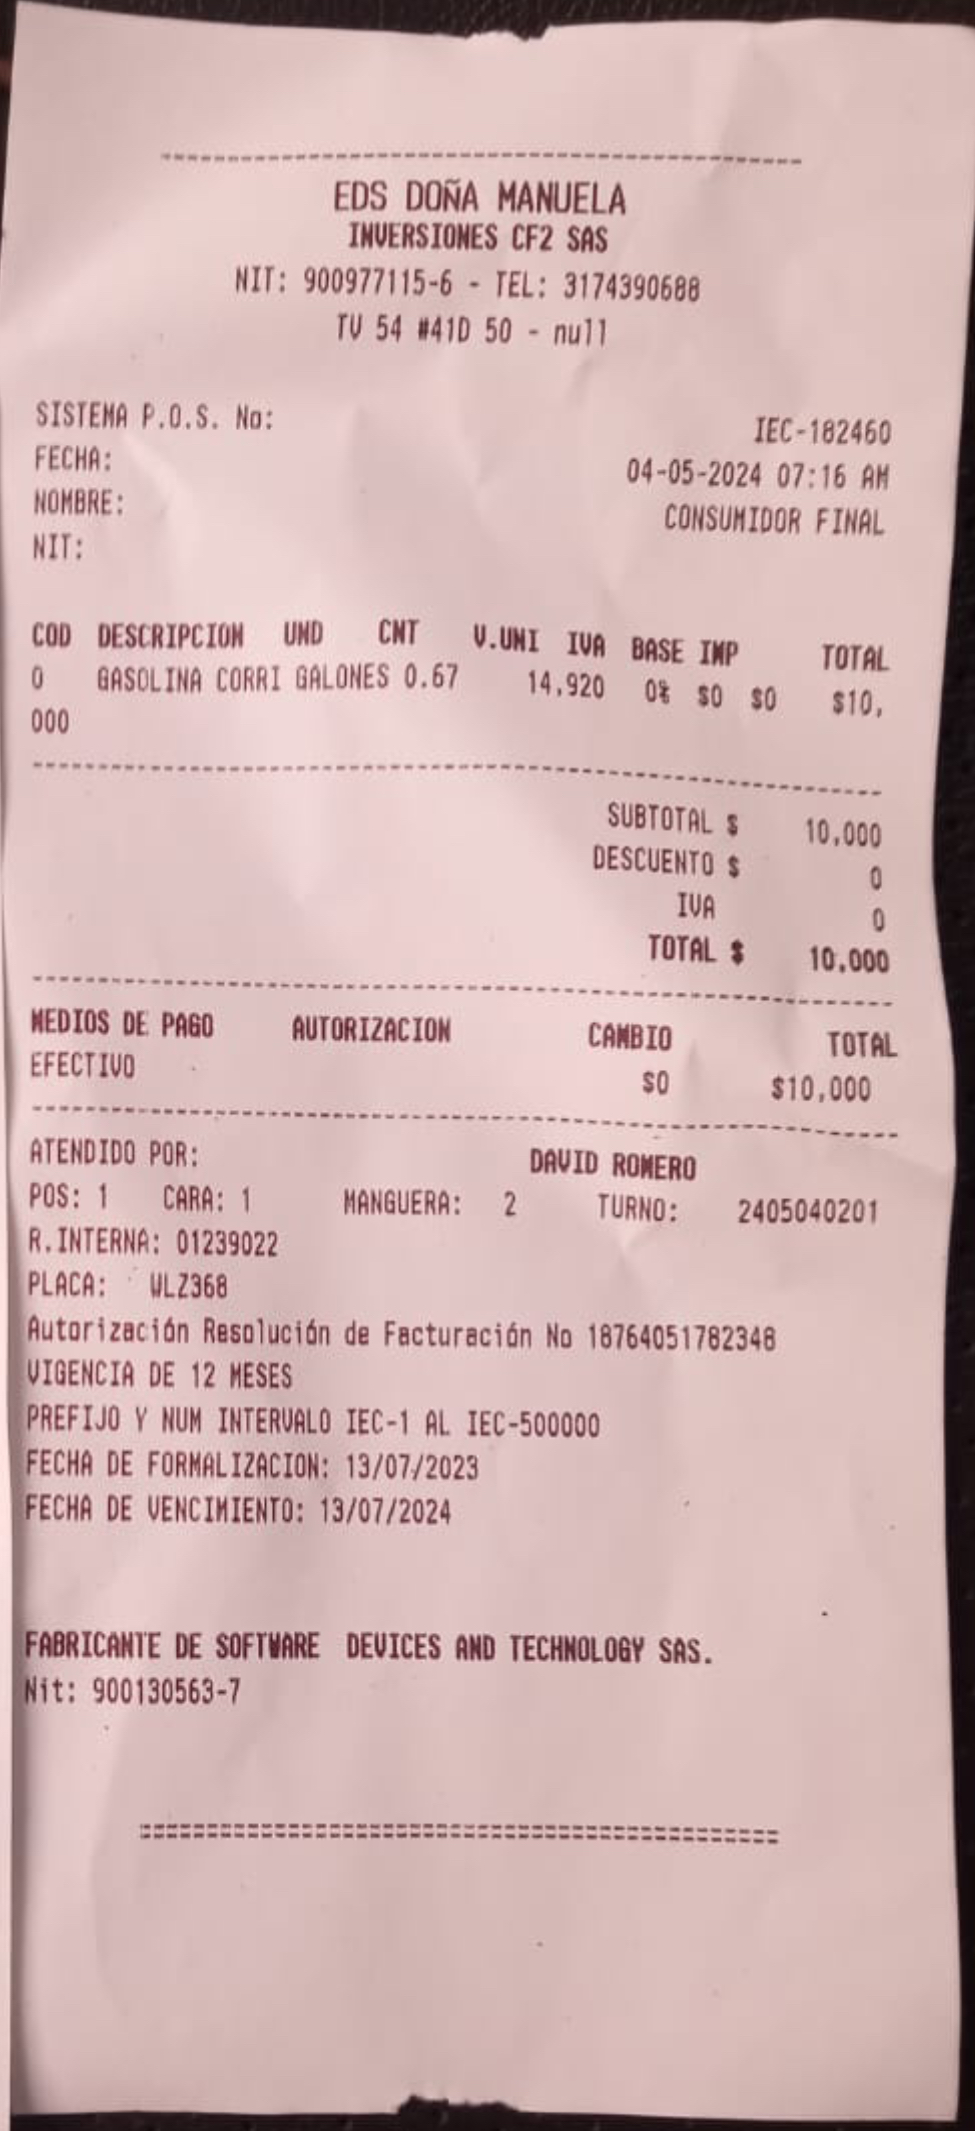 EDS DOÑA MANUELA
INVERSIONES CF2 SAS
NIT: 900977115-6 - TEL: 3174390688
TV 54 #41D 50 - null
SISTEMA P.O.S. No: IEC-182460
FECHA: 04-05-2024 07:16 AM
NOMBRE: CONSUMIDOR FINAL
NIT:
COD DESCRIPCION UND CNT V.UNI IVA BASE IMP TOTAL
0 GASOLINA CORRI GALONES 0.67 14,920 0% $0 $0 $10,
000
SUBTOTAL $ 10,000
DESCUENTO $ 0
IVA 0
TOTAL $ 10,000
MEDIOS DE PAGO AUTORIZACION CAMBIO TOTAL
EFECTIVO $0 $10,000
ATENDIDO POR: DAVID ROMERO
POS: 1 CARA: 1 MANGUERA: 2 TURNO: 2405040201
R.INTERNA: 01239022
PLACA: WLZ368
Autorización Resolución de Facturación No 18764051782348
VIGENCIA DE 12 MESES
PREFIJO Y NUM INTERVALO IEC-1 AL IEC-500000
FECHA DE FORMALIZACION: 13/07/2023
FECHA DE VENCIMIENTO: 13/07/2024
FABRICANTE DE SOFTWARE DEVICES AND TECHNOLOGY SAS.
Nit: 900130563-7